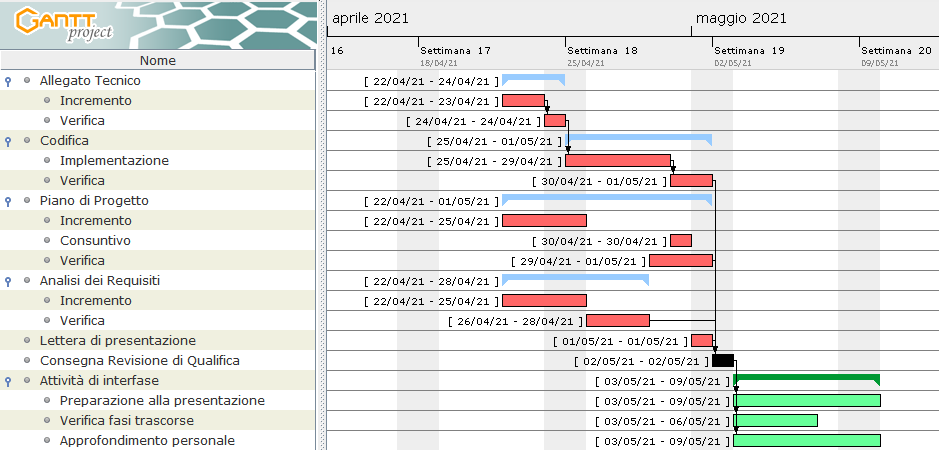 GANTT project
aprile 2021
maggio 2021
16
Settimana 17
Settimana 18
Settimana 19
Settimana 20
18/04/21
25/04/21
02/05/21
09/05/21
Nome
Allegato Tecnico
[ 22/04/21 - 24/04/21 ]
Incremento
[ 22/04/21 - 23/04/21 ]
Verifica
[ 24/04/21 - 24/04/21 ]
Codifica
[ 25/04/21 - 01/05/21 ]
Implementazione
[ 25/04/21 - 29/04/21 ]
Verifica
[ 30/04/21 - 01/05/21 ]
Piano di Progetto
[ 22/04/21 - 01/05/21 ]
Incremento
[ 22/04/21 - 25/04/21 ]
Consuntivo
[ 30/04/21 - 30/04/21 ]
Verifica
[ 29/04/21 - 01/05/21 ]
Analisi dei Requisiti
[ 22/04/21 - 28/04/21 ]
Incremento
[ 22/04/21 - 25/04/21 ]
Verifica
[ 26/04/21 - 28/04/21 ]
Lettera di presentazione
[ 01/05/21 - 01/05/21 ]
Consegna Revisione di Qualifica
[ 02/05/21 - 02/05/21 ]
Attività di interfase
[ 03/05/21 - 09/05/21 ]
Preparazione alla presentazione
[ 03/05/21 - 09/05/21 ]
Verifica fasi trascorse
[ 03/05/21 - 06/05/21 ]
Approfondimento personale
[ 03/05/21 - 09/05/21 ]